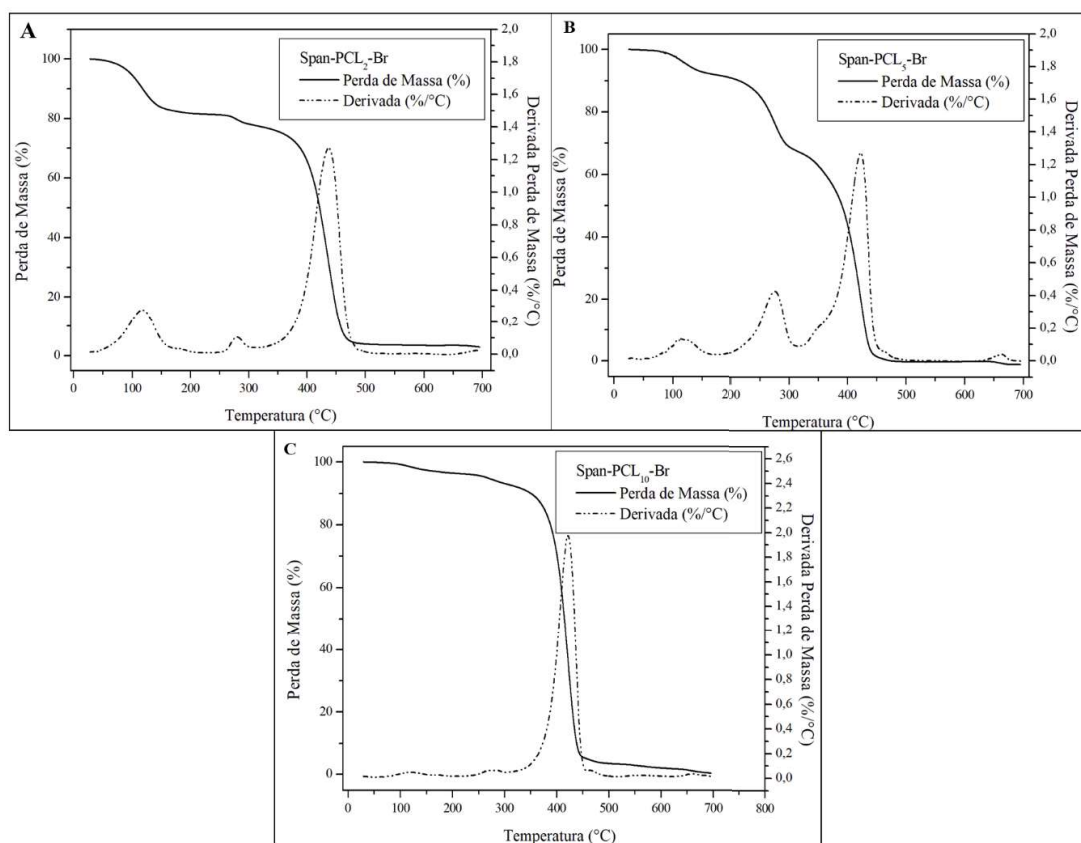 A
Span-PCL₂-Br
Perda de Massa (%)
Derivada (%/°C)
Perda de Massa (%)
100
80
60
40
20
0
2,0
1,8
1,6
1,4
1,2
1,0
0,8
0,6
0,4
0,2
0,0
Derivada Perda de
Massa (%/°C)
0 100 200 300 400 500 600 700
Temperatura (°C)
B
Span-PCL₅-Br
Perda de Massa (%)
Derivada (%/°C)
Perda de Massa (%)
100
80
60
40
20
0
2,0
1,8
1,6
1,4
1,2
1,0
0,8
0,6
0,4
0,2
0,0
Derivada Perda de
Massa (%/°C)
0 100 200 300 400 500 600 700
Temperatura (°C)
C
Span-PCL₁₀-Br
Perda de Massa (%)
Derivada (%/°C)
Perda de Massa (%)
100
80
60
40
20
0
2,6
2,4
2,2
2,0
1,8
1,6
1,4
1,2
1,0
0,8
0,6
0,4
0,2
0,0
Derivada Perda de
Massa (%/°C)
0 100 200 300 400 500 600 700 800
Temperatura (°C)